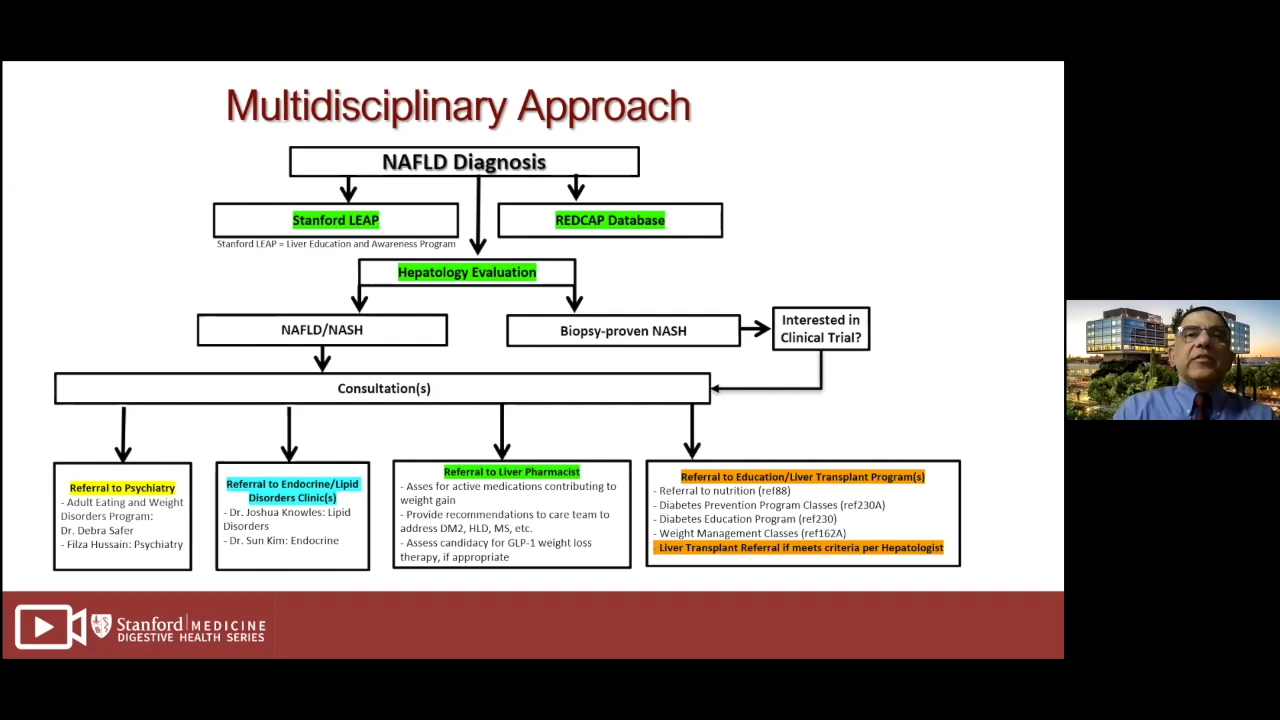 Multidisciplinary Approach
NAFLD Diagnosis
Stanford LEAP
REDCAP Database
Stanford LEAP = Liver Education and Awareness Program
Hepatology Evaluation
NAFLD/NASH
Biopsy-proven NASH
Interested in
Clinical Trial?
Consultation(s)
Referral to Psychiatry
- Adult Eating and Weight
Disorders Program:
Dr. Debra Safer
- Filza Hussain: Psychiatry
Referral to Endocrine/Lipid
Disorders Clinic(s)
- Dr. Joshua Knowles: Lipid
Disorders
- Dr. Sun Kim: Endocrine
Referral to Liver Pharmacist
- Asses for active medications contributing to
weight gain
- Provide recommendations to care team to
address DM2, HLD, MS, etc.
- Assess candidacy for GLP-1 weight loss
therapy, if appropriate
Referral to Education/Liver Transplant Program(s)
- Referral to nutrition (ref88)
- Diabetes Prevention Program Classes (ref230A)
- Diabetes Education Program (ref230)
- Weight Management Classes (ref162A)
- Liver Transplant Referral if meets criteria per Hepatologist
Stanford MEDICINE
DIGESTIVE HEALTH SERIES